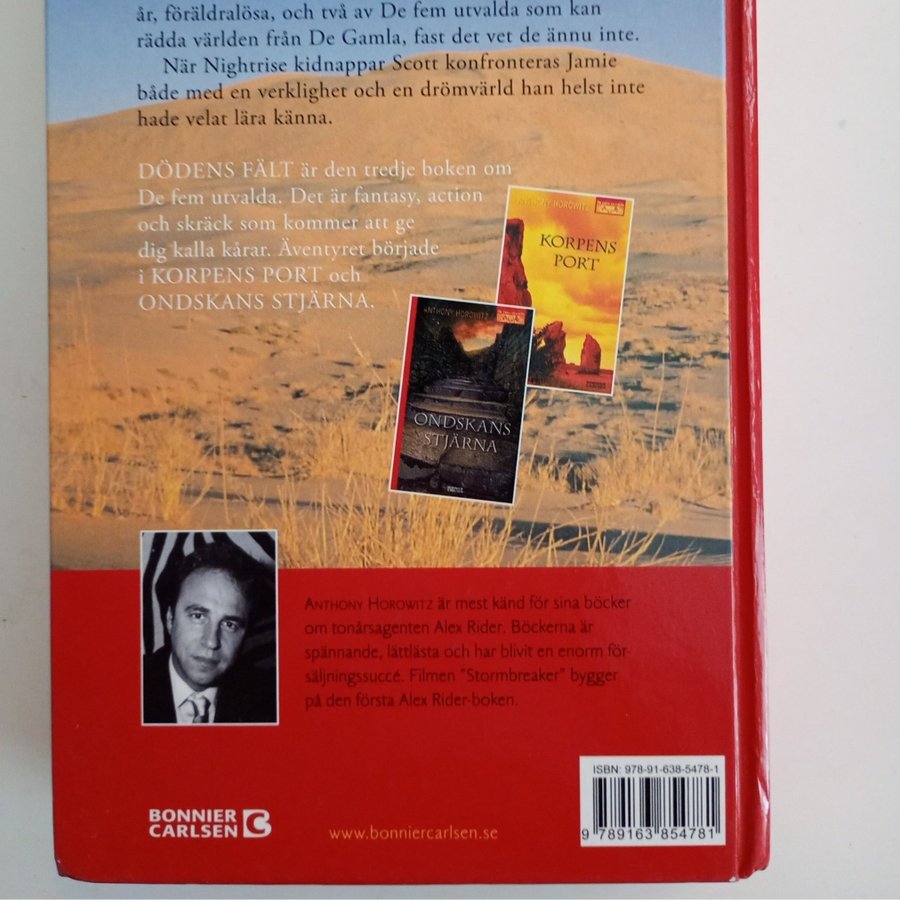 år, föräldralösa, och två av De fem utvalda som kan
rädda världen från De Gamla, fast det vet de ännu inte.
När Nightrise kidnappar Scott konfronteras Jamie
både med en verklighet och en drömvärld han helst inte
hade velat lära känna.
DÖDENS FÄLT är den tredje boken om
De fem utvalda. Det är fantasy, action
och skräck som kommer att ge
dig kalla kårar. Äventyret började
i KORPENS PORT och
ONDSKANS STJÄRNA.
ANTHONY HOROWITZ
KORPENS
PORT
ANTHONY HOROWITZ
ONDSKANS
STJÄRNA
ANTHONY HOROWITZ är mest känd för sina böcker
om tonårsagenten Alex Rider. Böckerna är
spännande, lättlästa och har blivit en enorm för-
säljningssuccé. Filmen "Stormbreaker" bygger
på den första Alex Rider-boken.
ISBN: 978-91-638-5478-1
9 789163 854781
BONNIER
CARLSEN
www.bonniercarlsen.se